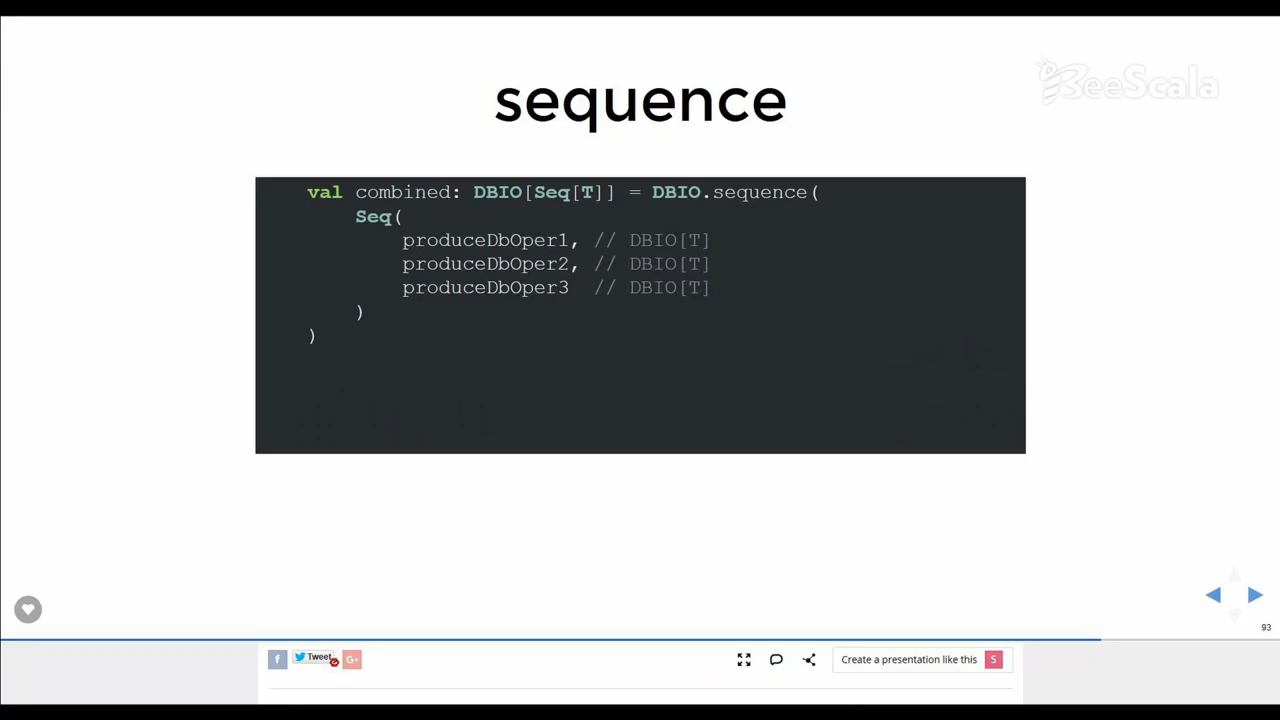 BeeScala
sequence
val combined: DBIO[Seq[T]] = DBIO.sequence(
    Seq(
        produceDbOper1, // DBIO[T]
        produceDbOper2, // DBIO[T]
        produceDbOper3  // DBIO[T]
    )
)
93
f
Tweet
G+
Create a presentation like this S